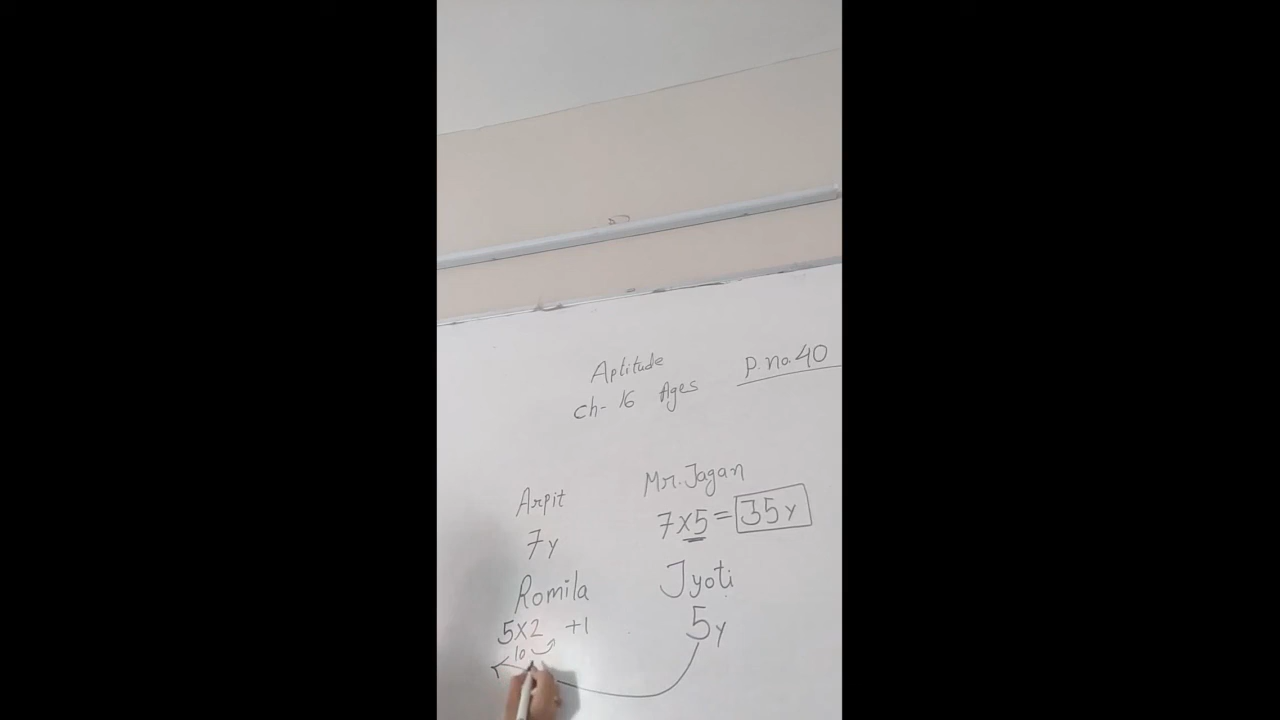 Aptitude
P.no.40
Ch-16 Ages
Arpit
Mr.Jagan
7y
7x5=35y
Romila
Jyoti
5x2 +1
5y
10